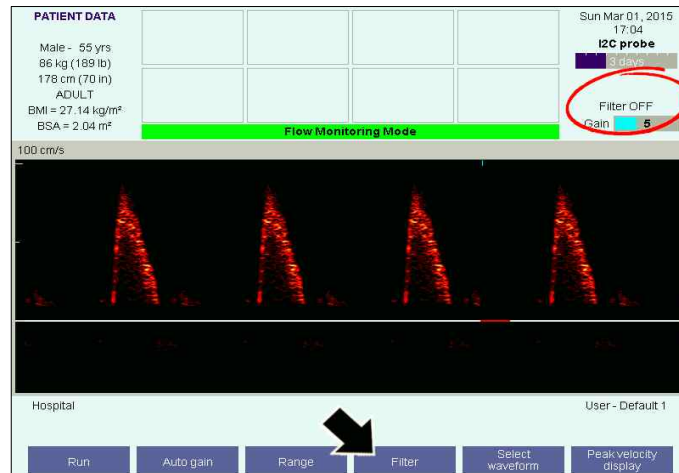 PATIENT DATA
Male - 55 yrs
86 kg (189 lb)
178 cm (70 in)
ADULT
BMI = 27.14 kg/m²
BSA = 2.04 m²
Flow Monitoring Mode
Sun Mar 01, 2015
17:04
I2C probe
3 days
Filter OFF
Gain 5
100 cm/s
Hospital
User - Default 1
Run
Auto gain
Range
Filter
Select
waveform
Peak velocity
display